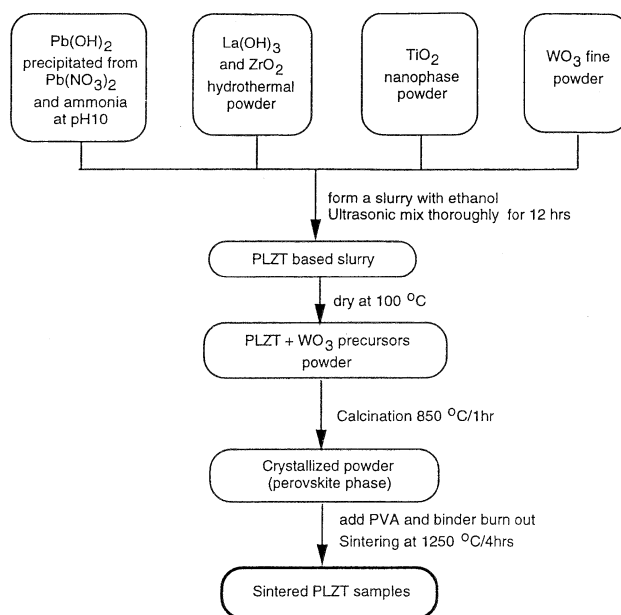 Pb(OH)2
precipitated from
Pb(NO3)2
and ammonia
at pH10
La(OH)3
and ZrO2
hydrothermal
powder
TiO2
nanophase
powder
WO3 fine
powder
form a slurry with ethanol
Ultrasonic mix thoroughly for 12 hrs
PLZT based slurry
dry at 100 °C
PLZT + WO3 precursors
powder
Calcination 850 °C/1hr
Crystallized powder
(perovskite phase)
add PVA and binder burn out
Sintering at 1250 °C/4hrs
Sintered PLZT samples